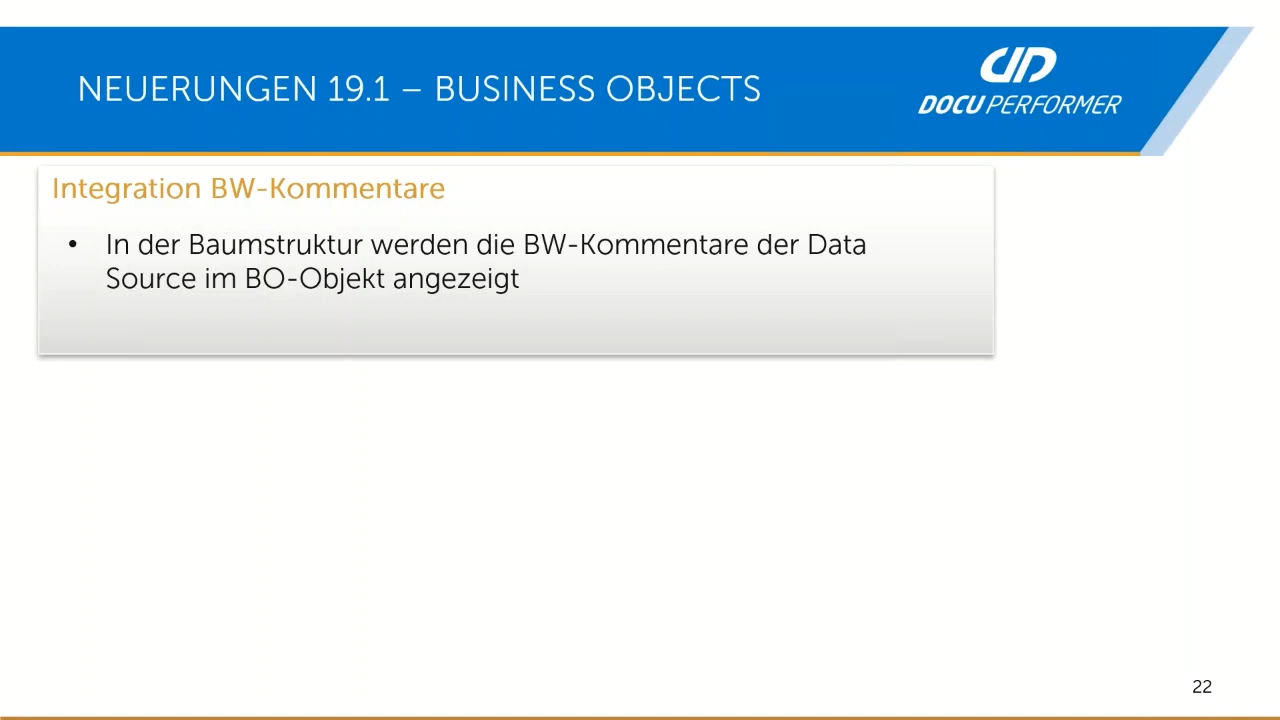 NEUERUNGEN 19.1 – BUSINESS OBJECTS
DOCU PERFORMER
Integration BW-Kommentare
• In der Baumstruktur werden die BW-Kommentare der Data
Source im BO-Objekt angezeigt
22